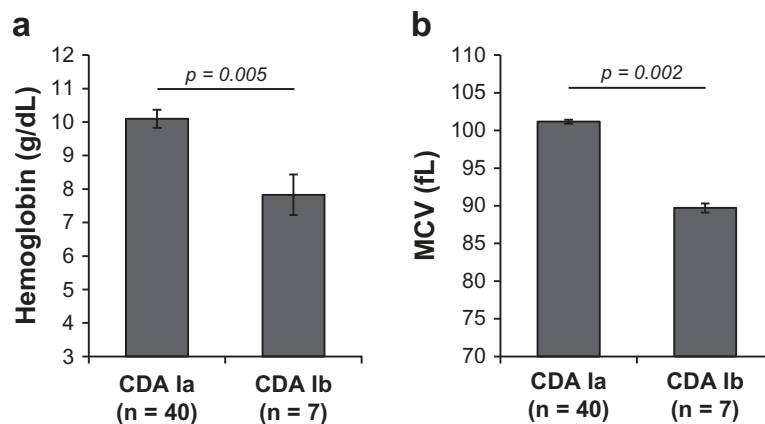 a
Hemoglobin (g/dL)
12
11
10
9
8
7
6
5
4
3
p = 0.005
CDA Ia
(n = 40)
CDA Ib
(n = 7)
b
MCV (fL)
110
105
100
95
90
85
80
75
70
p = 0.002
CDA Ia
(n = 40)
CDA Ib
(n = 7)